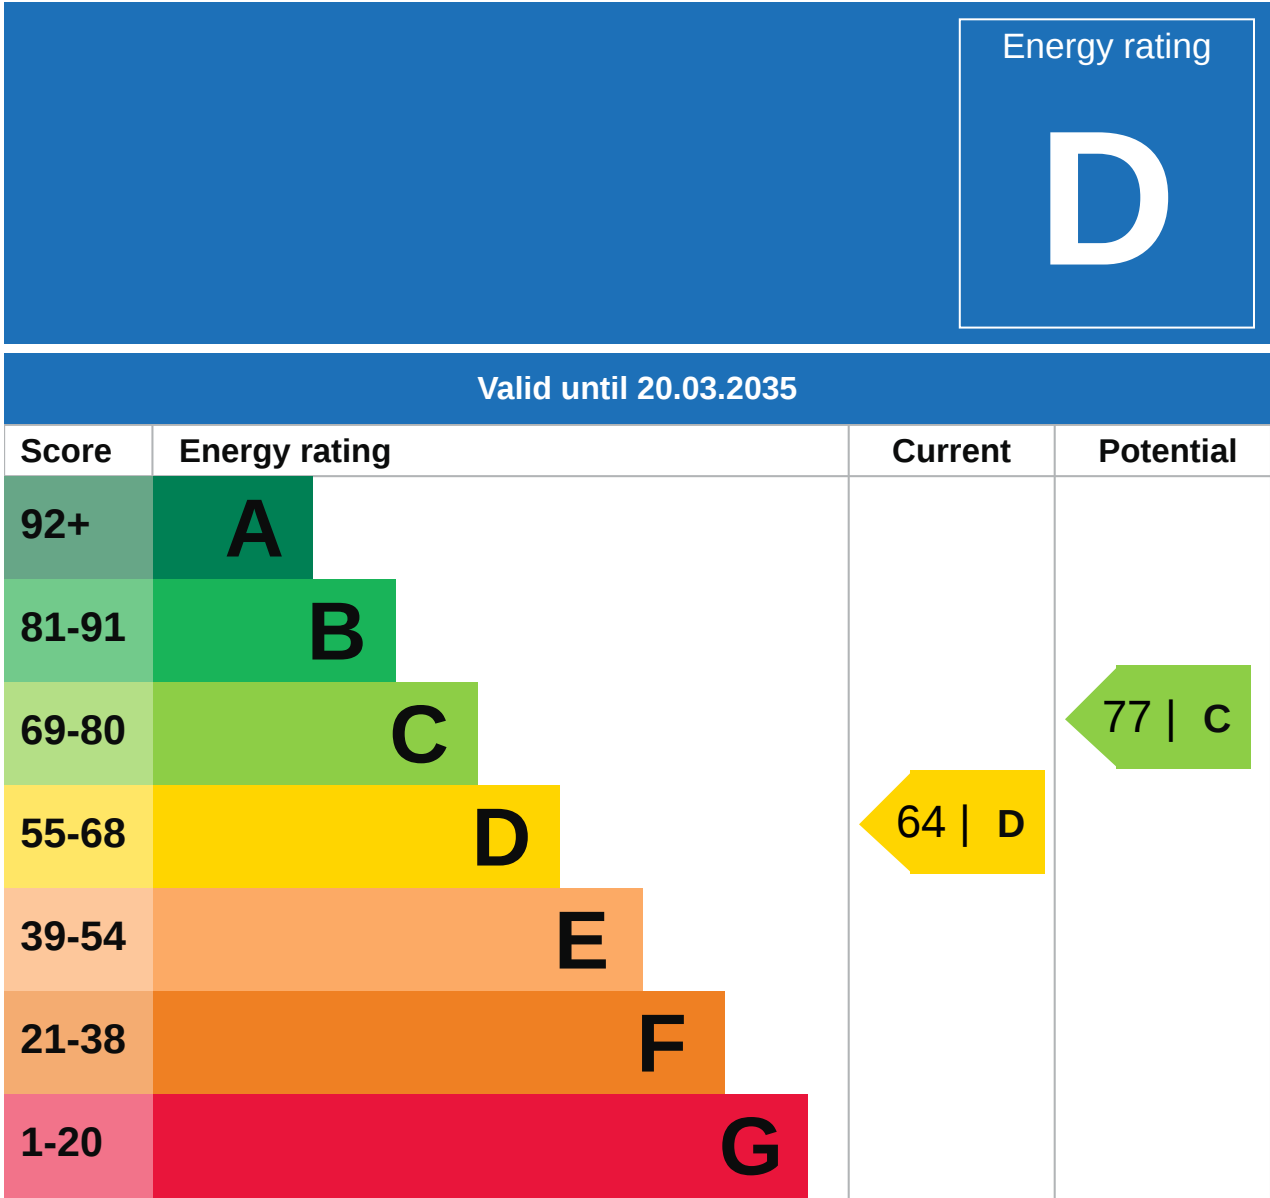 Energy rating
D
Valid until 20.03.2035
Score Energy rating Current Potential
92+ A
81-91 B
69-80 C 77 | C
55-68 D 64 | D
39-54 E
21-38 F
1-20 G